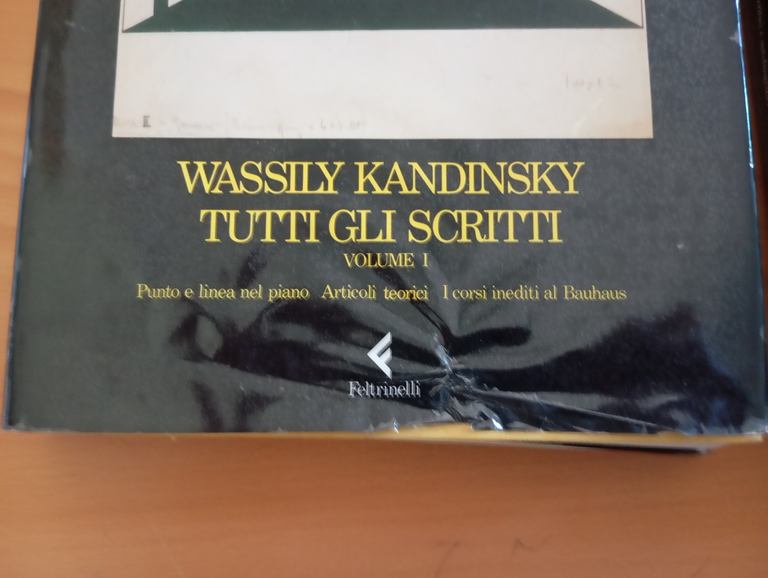 WASSILY KANDINSKY
TUTTI GLI SCRITTI
VOLUME I
Punto e linea nel piano Articoli teorici I corsi inediti al Bauhaus
Feltrinelli